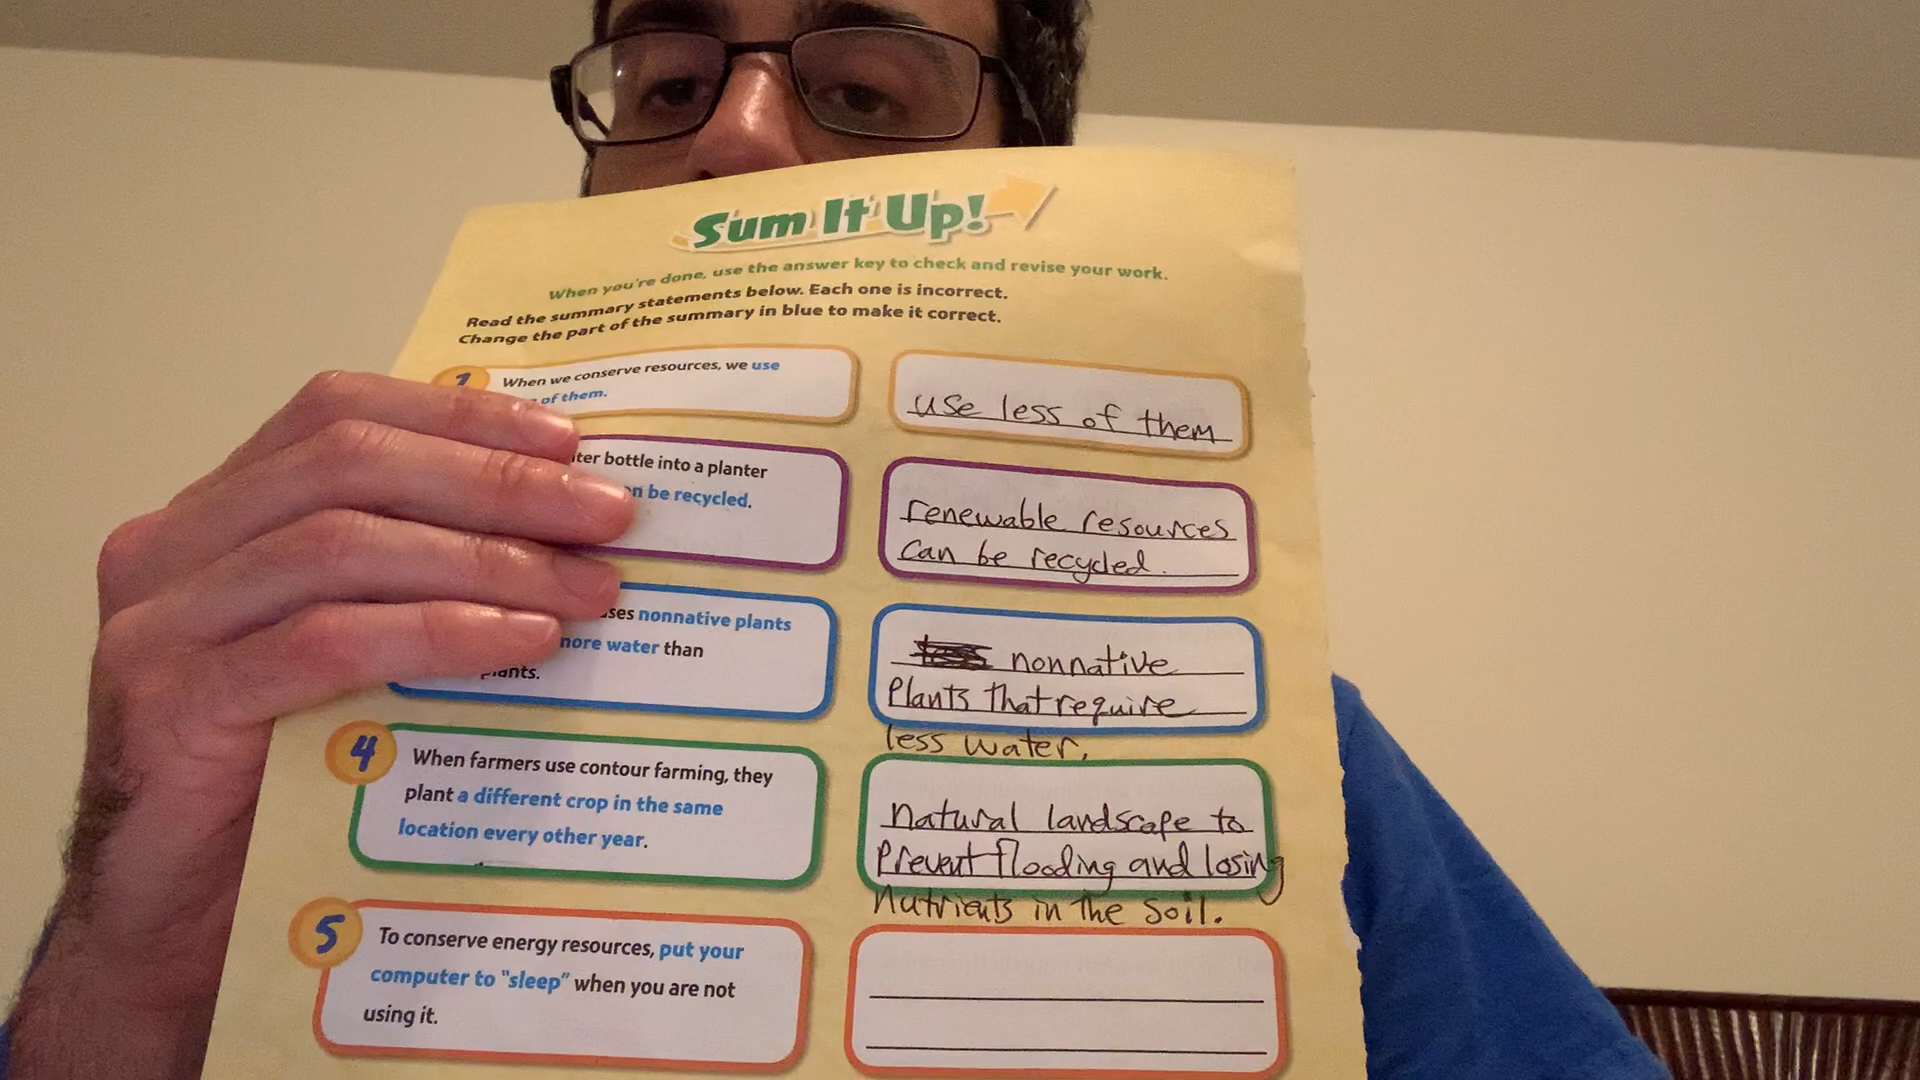 Sum It Up!
When you're done, use the answer key to check and revise your work.
Read the summary statements below. Each one is incorrect.
Change the part of the summary in blue to make it correct.
1
When we conserve resources, we use
of them.
use less of them
bottle into a planter
be recycled.
renewable resources
can be recycled.
nonnative plants
water than
nonnative
Plants that require
less water.
4
When farmers use contour farming, they
plant a different crop in the same
location every other year.
natural landscape to
Prevent flooding and losing
Nutrients in the soil.
5
To conserve energy resources, put your
computer to "sleep" when you are not
using it.